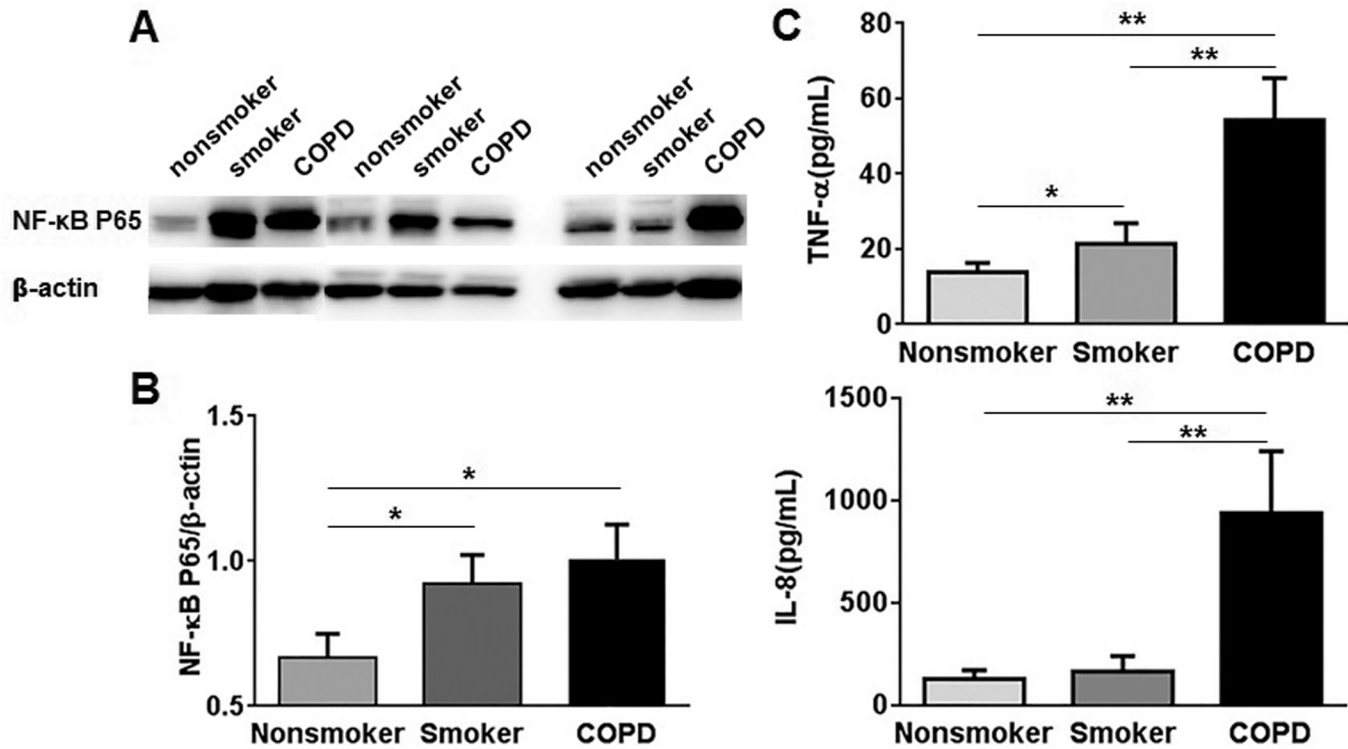 A
nonsmoker
smoker
COPD
nonsmoker
smoker
COPD
nonsmoker
smoker
COPD
NF-κB P65
β-actin
B
NF-κB P65/β-actin
1.5
1.0
0.5
*
*
Nonsmoker Smoker COPD
C
TNF-α(pg/mL)
80
60
40
20
0
**
**
*
Nonsmoker Smoker COPD
IL-8(pg/mL)
1500
1000
500
0
**
**
Nonsmoker Smoker COPD